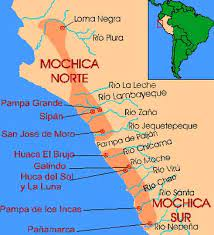 Loma Negra
Río Piura
MOCHICA
NORTE
Río La Leche
Río Lambayeque
Pampa Grande
Sipán
Río Zaña
Río Jequetepeque
San Jose de Moro
Pampa de Paiján
Río Chicama
Huaca El Brujo
Río Moche
Galindo
Río Virú
Huca del Sol
y La Luna
Río Chao
Río Santa
Pampa de los Incas
MOCHICA
SUR
Pañamarca
Río Nepeña